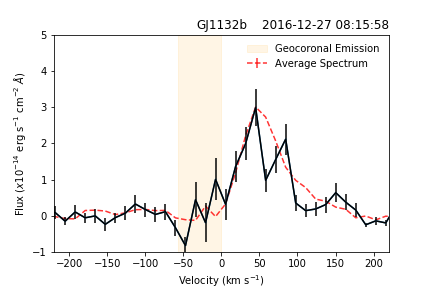 GJ1132b 2016-12-27 08:15:58
Geocoronal Emission
Average Spectrum
Flux (x10⁻¹⁴ erg s⁻¹ cm⁻² Å)
5
4
3
2
1
0
−1
−200 −150 −100 −50 0 50 100 150 200
Velocity (km s⁻¹)